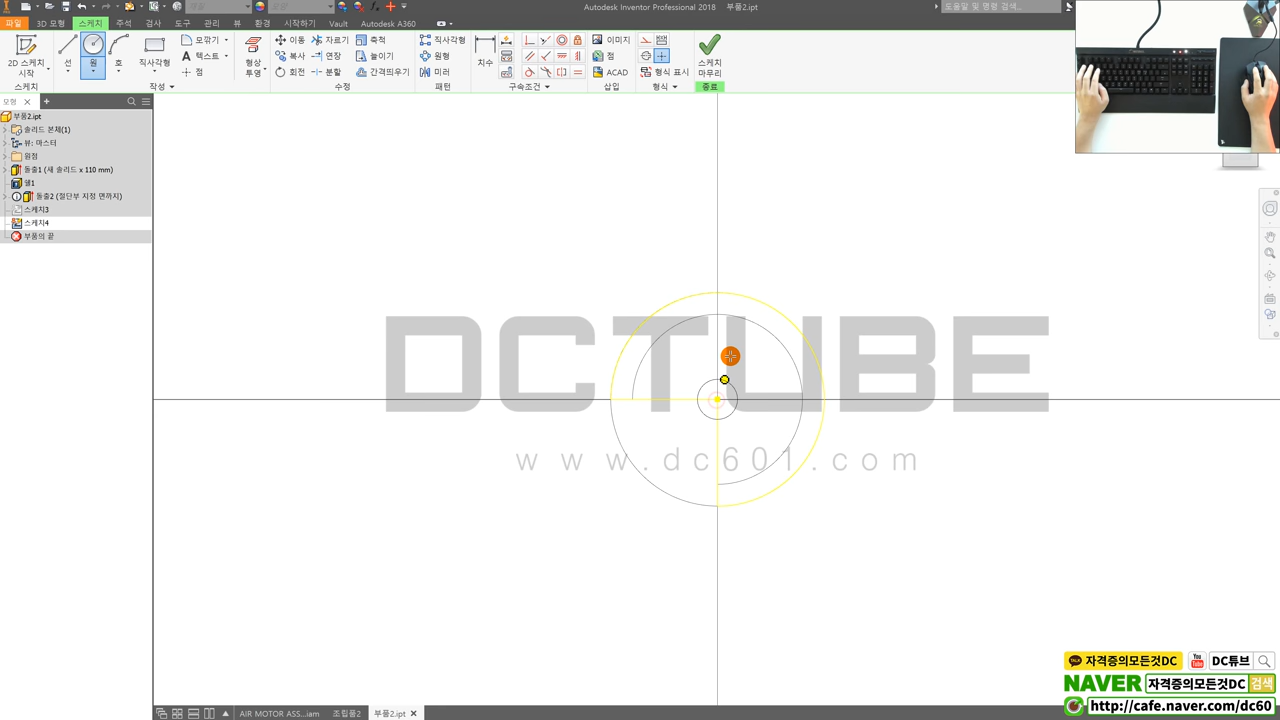 Autodesk Inventor Professional 2018 부품2.ipt
도움말 및 명령 검색...
파일 3D 모형 스케치 주석 검사 도구 관리 뷰 환경 시작하기 Vault Autodesk A360
2D 스케치 시작
선
원
호
직사각형
모깎기
텍스트
점
형상 투영
이동 자르기 축척
복사 연장 늘이기
회전 분할 간격띄우기
직사각형
원형
미러
치수
이미지
점
ACAD
형식 표시
스케치 마무리
스케치 작성 수정 패턴 구속조건 삽입 형식 종료
모형
부품2.ipt
솔리드 본체(1)
뷰: 마스터
원점
돌출1 (새 솔리드 x 110 mm)
쉘1
돌출2 (절단부 지정 면까지)
스케치3
스케치4
부품의 끝
DCTUBE
www.dc601.com
TALK 자격증의모든것DC You Tube DC튜브
NAVER 자격증의모든것DC 검색
http://cafe.naver.com/dc60
AIR MOTOR ASS...iam 조립품2 부품2.ipt